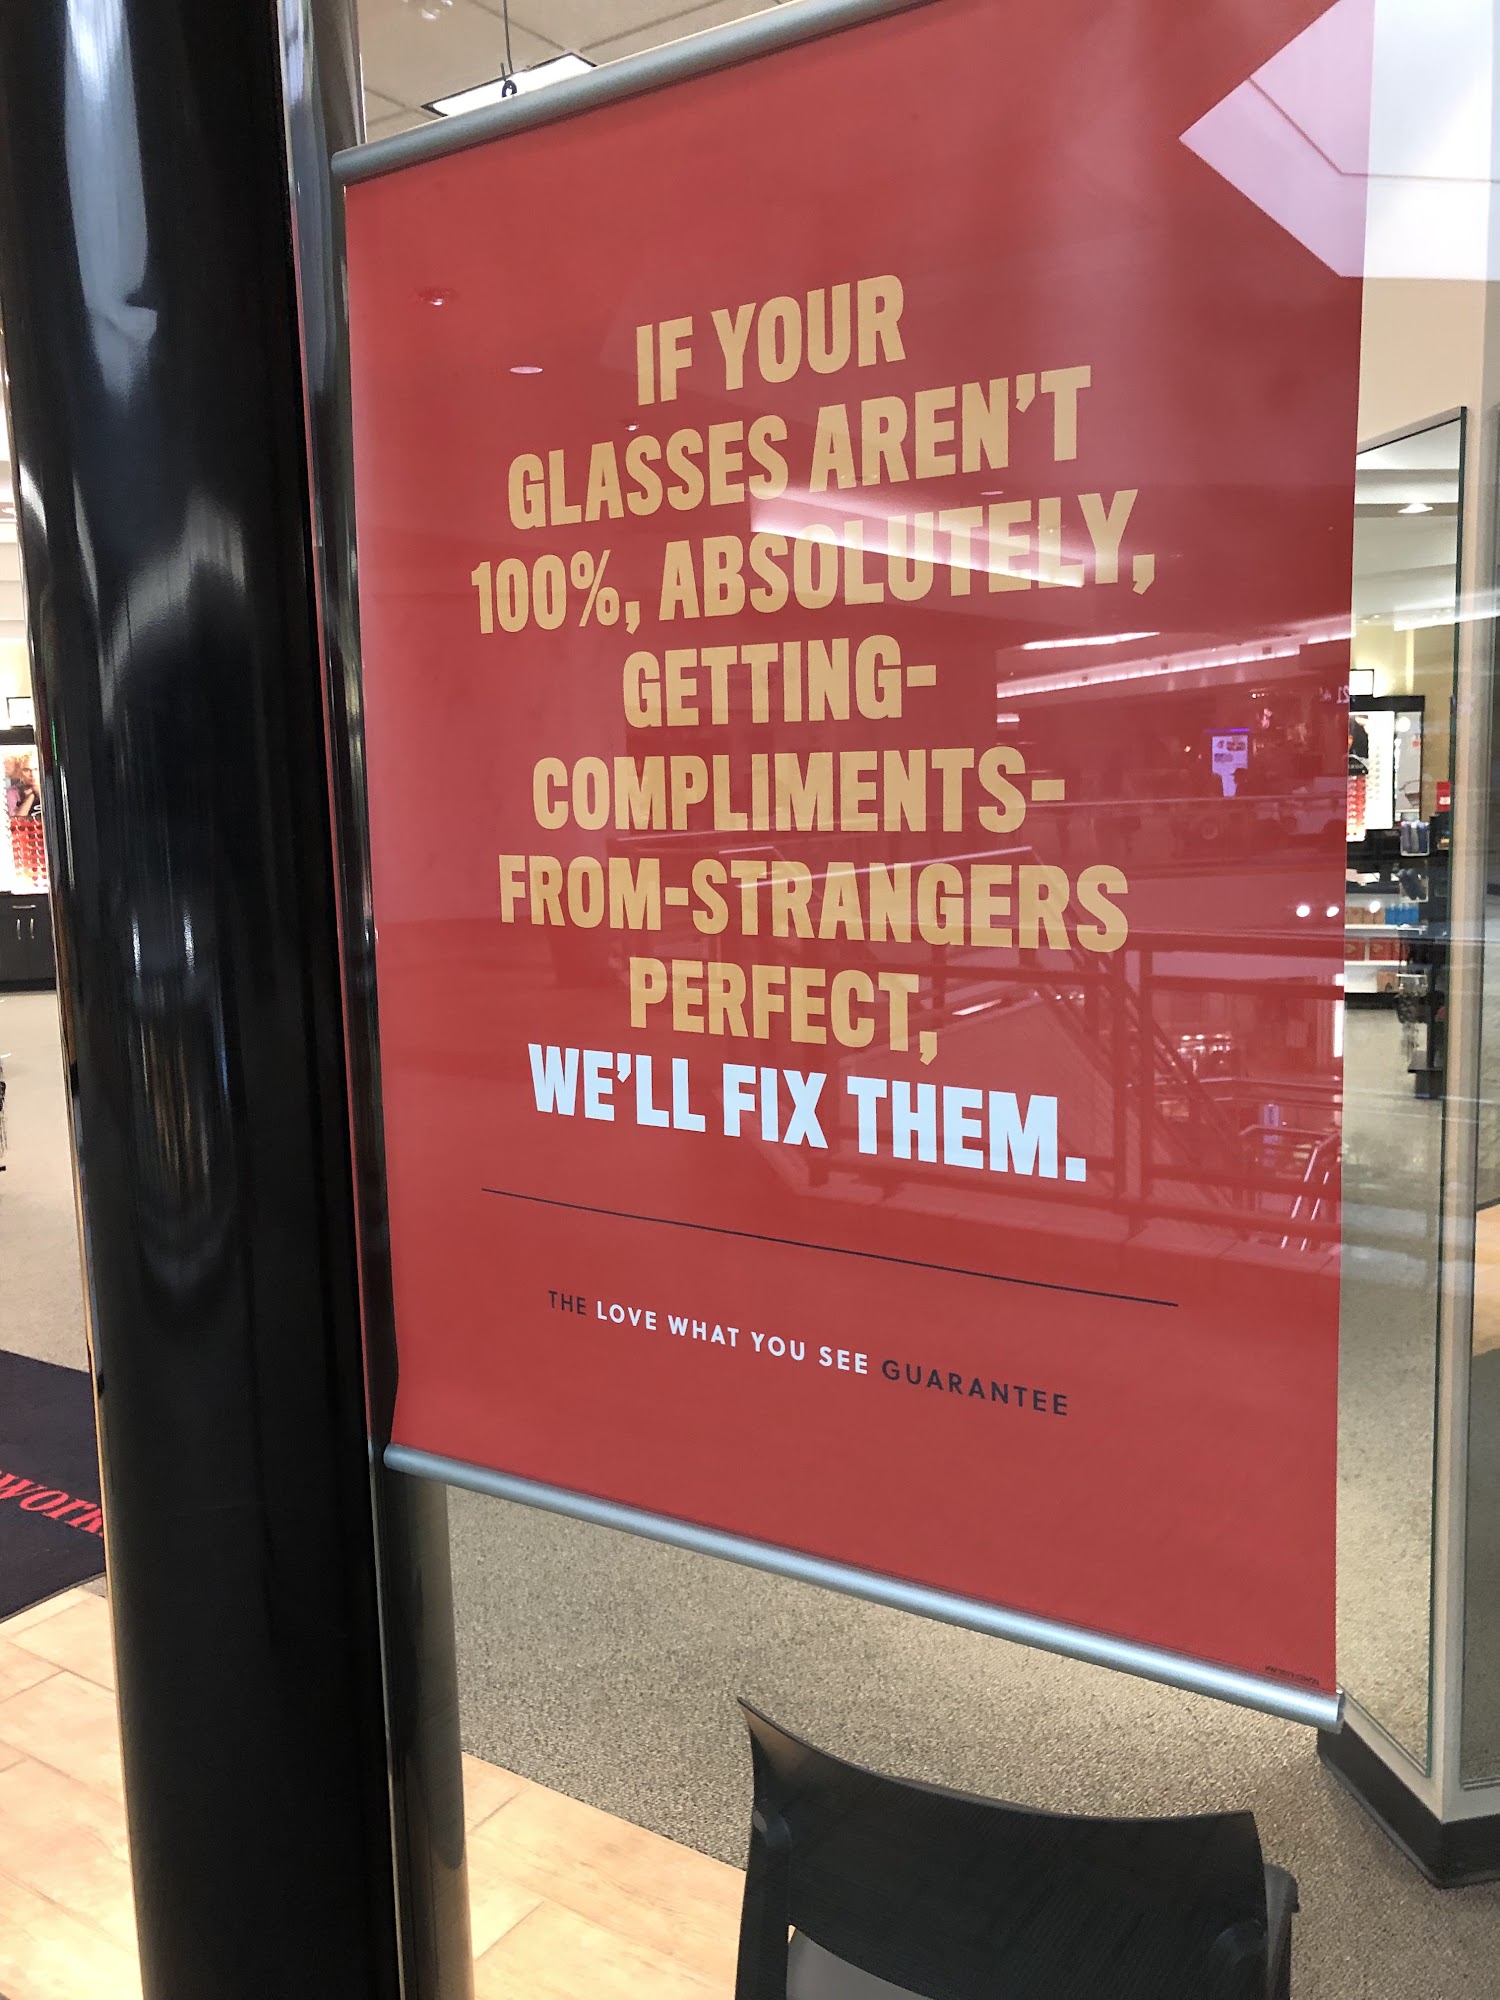 IF YOUR
GLASSES AREN'T
100%, ABSOLUTELY,
GETTING-
COMPLIMENTS-
FROM-STRANGERS
PERFECT,
WE'LL FIX THEM.
THE LOVE WHAT YOU SEE GUARANTEE